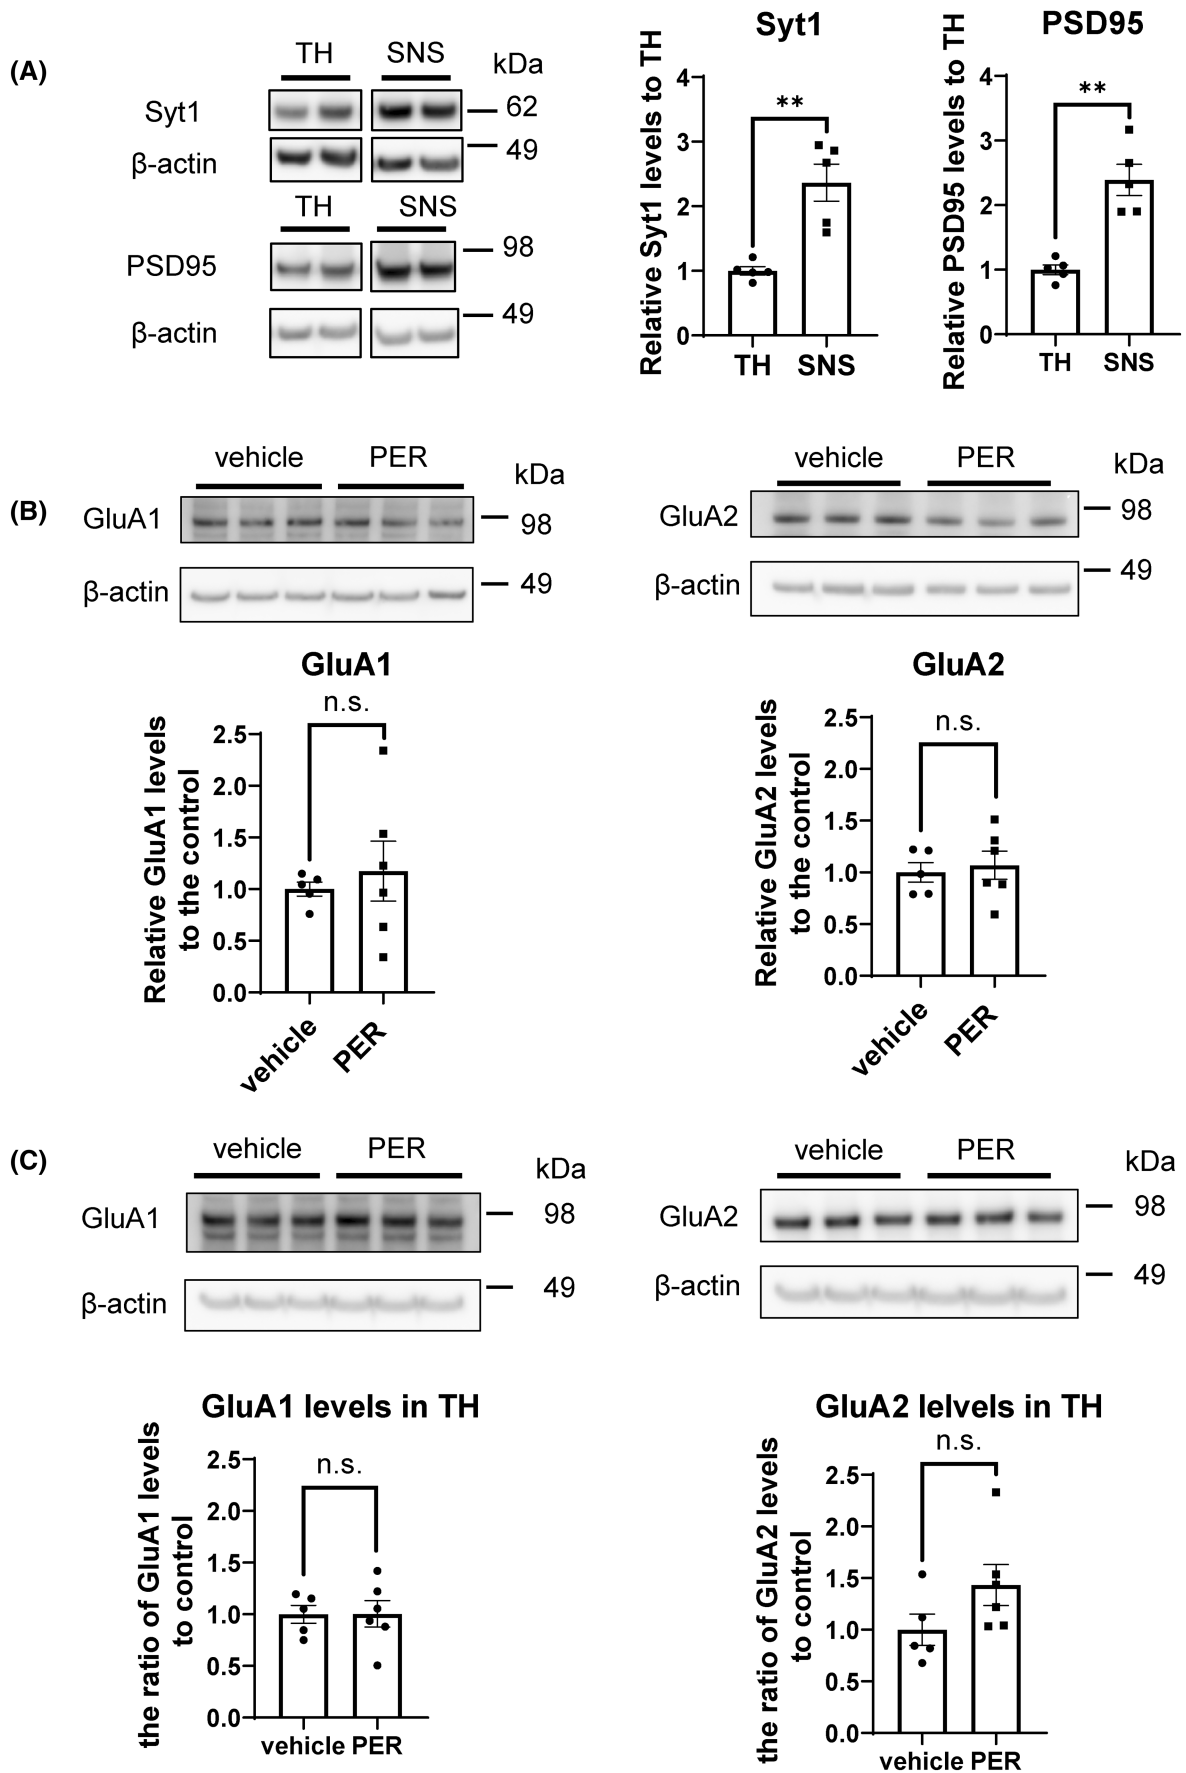 (A)
TH SNS kDa
Syt1 62
β-actin 49
TH SNS
PSD95 98
β-actin 49
Syt1
Relative Syt1 levels to TH
4
3
2
1
0
**
TH SNS
PSD95
Relative PSD95 levels to TH
4
3
2
1
0
**
TH SNS
(B)
vehicle PER kDa
GluA1 98
β-actin 49
vehicle PER kDa
GluA2 98
β-actin 49
GluA1
n.s.
Relative GluA1 levels
to the control
2.5
2.0
1.5
1.0
0.5
0.0
vehicle
PER
GluA2
n.s.
Relative GluA2 levels
to the control
2.5
2.0
1.5
1.0
0.5
0.0
vehicle
PER
(C)
vehicle PER kDa
GluA1 98
β-actin 49
vehicle PER kDa
GluA2 98
β-actin 49
GluA1 levels in TH
n.s.
the ratio of GluA1 levels
to control
2.5
2.0
1.5
1.0
0.5
0.0
vehicle PER
GluA2 lelvels in TH
n.s.
the ratio of GluA2 levels
to control
2.5
2.0
1.5
1.0
0.5
0.0
vehicle PER